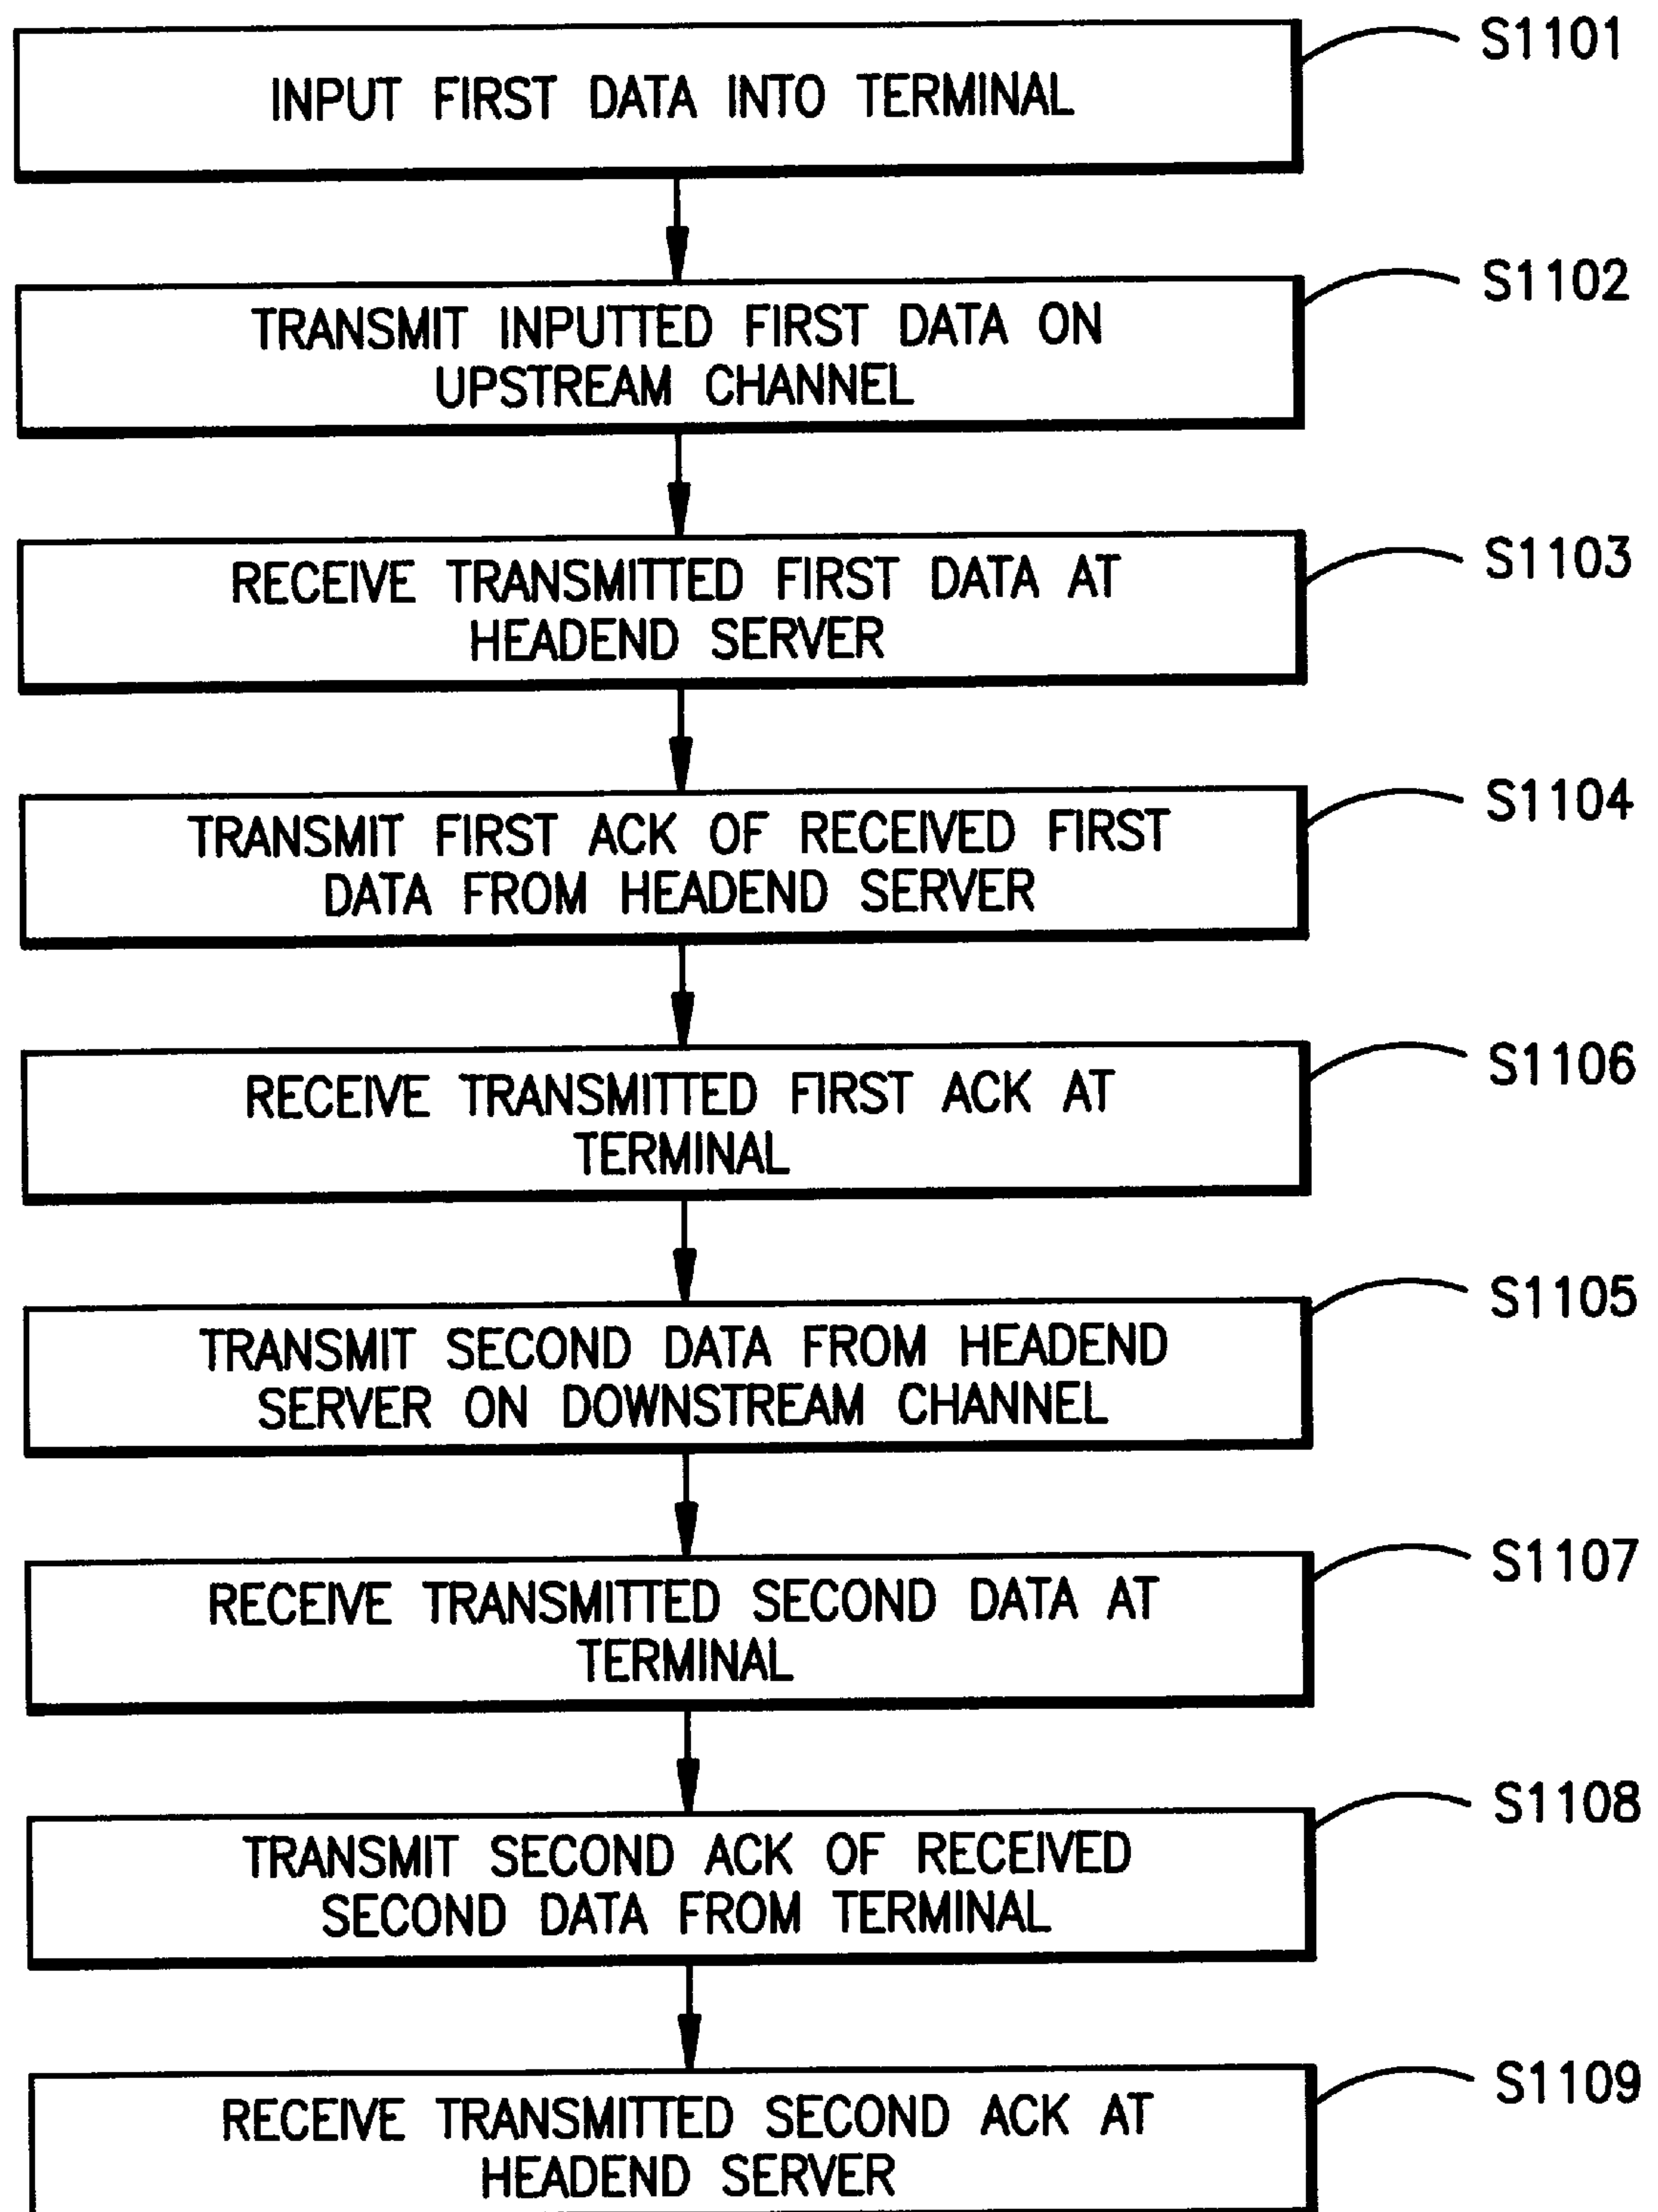 INPUT FIRST DATA INTO TERMINAL
S1101
TRANSMIT INPUTTED FIRST DATA ON
UPSTREAM CHANNEL
S1102
RECEIVE TRANSMITTED FIRST DATA AT
HEADEND SERVER
S1103
TRANSMIT FIRST ACK OF RECEIVED FIRST
DATA FROM HEADEND SERVER
S1104
RECEIVE TRANSMITTED FIRST ACK AT
TERMINAL
S1106
TRANSMIT SECOND DATA FROM HEADEND
SERVER ON DOWNSTREAM CHANNEL
S1105
RECEIVE TRANSMITTED SECOND DATA AT
TERMINAL
S1107
TRANSMIT SECOND ACK OF RECEIVED
SECOND DATA FROM TERMINAL
S1108
RECEIVE TRANSMITTED SECOND ACK AT
HEADEND SERVER
S1109